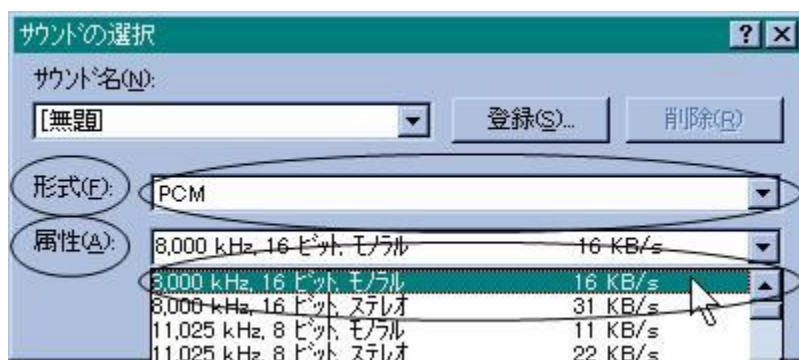 サウンドの選択
サウンド名(N):
[無題]
登録(S)...
削除(R)
形式(F):
PCM
属性(A):
8,000 kHz, 16 ビット, モノラル 16 KB/s
8,000 kHz, 16 ビット, モノラル 16 KB/s
8,000 kHz, 16 ビット, ステレオ 31 KB/s
11,025 kHz, 8 ビット, モノラル 11 KB/s
11,025 kHz, 8 ビット, ステレオ 22 KB/s